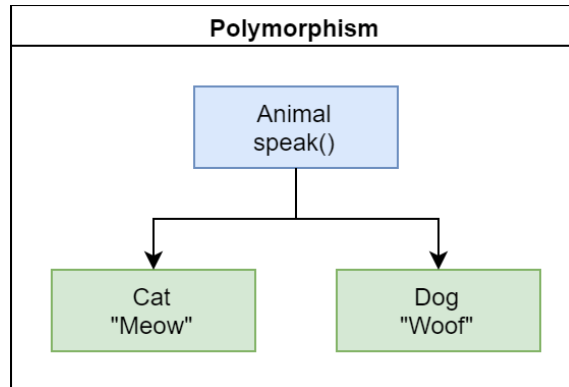 Polymorphism
Animal
speak()
Cat
"Meow"
Dog
"Woof"